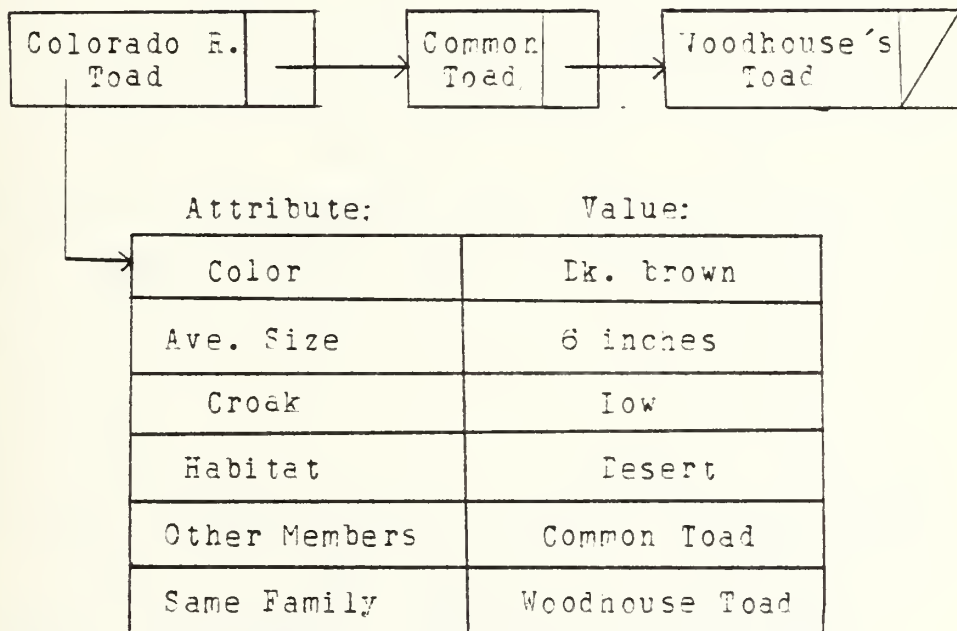 Colorado R.
Toad
Common
Toad
Woodhouse's
Toad
Attribute: Value:
Color Dk. brown
Ave. Size 6 inches
Croak Low
Habitat Desert
Other Members Common Toad
Same Family Woodhouse Toad